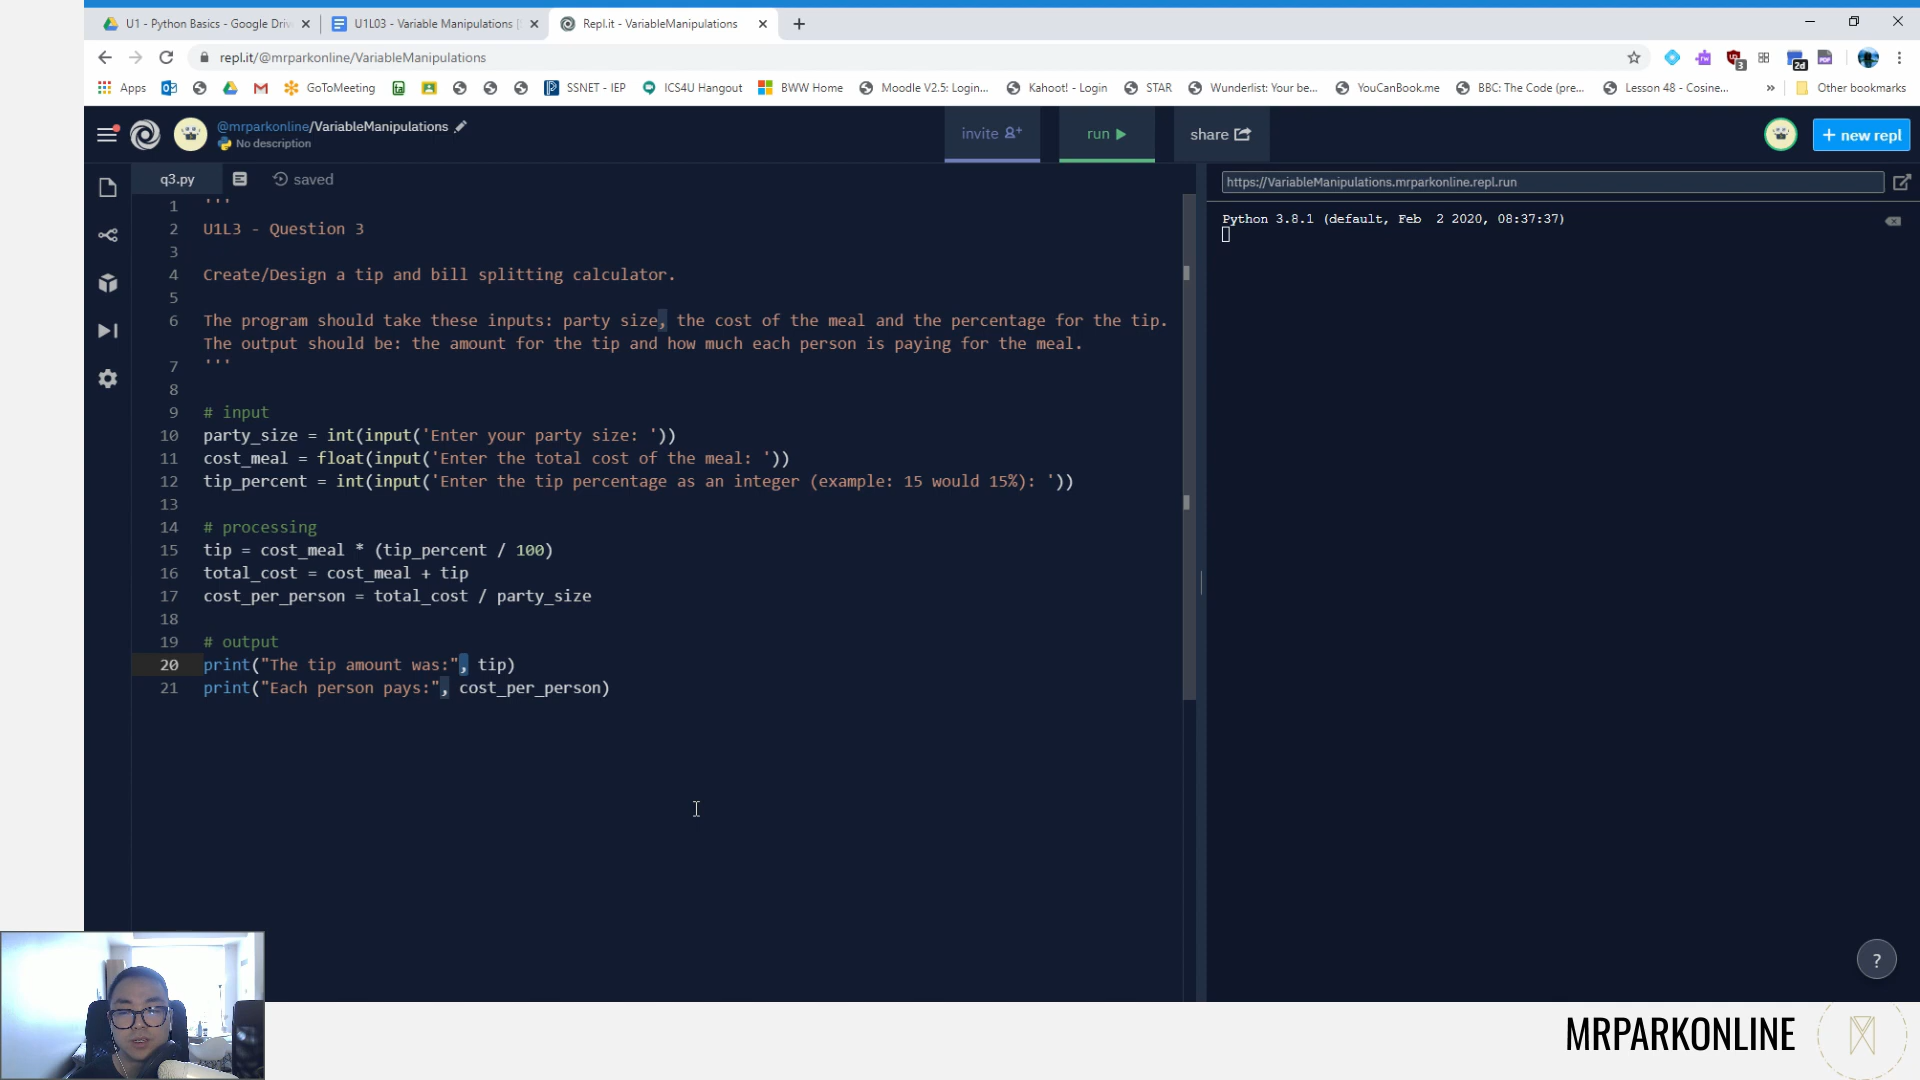 U1 - Python Basics - Google Driv
U1L03 - Variable Manipulations [
Repl.it - VariableManipulations
repl.it/@mrparkonline/VariableManipulations
3
2d
Apps
GoToMeeting
SSNET - IEP
ICS4U Hangout
BWW Home
Moodle V2.5: Login...
Kahoot! - Login
STAR
Wunderlist: Your be...
YouCanBook.me
BBC: The Code (pre...
Lesson 48 - Cosine...
»
Other bookmarks
@mrparkonline/VariableManipulations
No description
invite
run
share
+ new repl
q3.py
saved
https://VariableManipulations.mrparkonline.repl.run
Python 3.8.1 (default, Feb  2 2020, 08:37:37)
1 '''
2 U1L3 - Question 3
3
4 Create/Design a tip and bill splitting calculator.
5
6 The program should take these inputs: party size, the cost of the meal and the percentage for the tip.
The output should be: the amount for the tip and how much each person is paying for the meal.
7 '''
8
9 # input
10 party_size = int(input('Enter your party size: '))
11 cost_meal = float(input('Enter the total cost of the meal: '))
12 tip_percent = int(input('Enter the tip percentage as an integer (example: 15 would 15%): '))
13
14 # processing
15 tip = cost_meal * (tip_percent / 100)
16 total_cost = cost_meal + tip
17 cost_per_person = total_cost / party_size
18
19 # output
20 print("The tip amount was:", tip)
21 print("Each person pays:", cost_per_person)
?
MRPARKONLINE